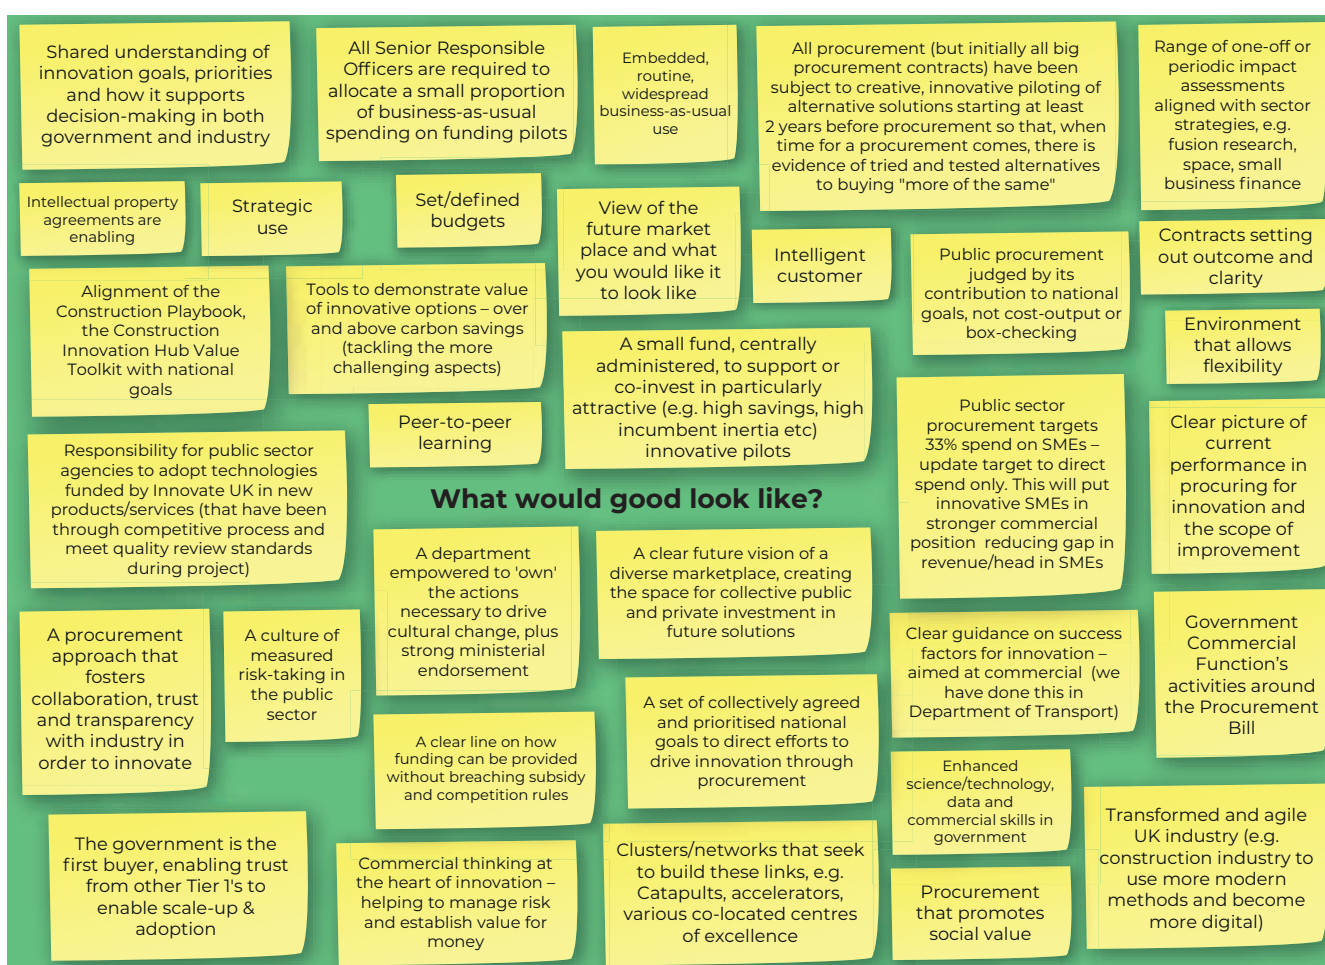 Shared understanding of
innovation goals, priorities
and how it supports
decision-making in both
government and industry
All Senior Responsible
Officers are required to
allocate a small proportion
of business-as-usual
spending on funding pilots
Embedded,
routine,
widespread
business-as-usual
use
All procurement (but initially all big
procurement contracts) have been
subject to creative, innovative piloting of
alternative solutions starting at least
2 years before procurement so that, when
time for a procurement comes, there is
evidence of tried and tested alternatives
to buying "more of the same"
Range of one-off or
periodic impact
assessments
aligned with sector
strategies, e.g.
fusion research,
space, small
business finance
Intellectual property
agreements are
enabling
Strategic
use
Set/defined
budgets
View of the
future market
place and what
you would like it
to look like
Intelligent
customer
Public procurement
judged by its
contribution to national
goals, not cost-output or
box-checking
Contracts setting
out outcome and
clarity
Alignment of the
Construction Playbook,
the Construction
Innovation Hub Value
Toolkit with national
goals
Tools to demonstrate value
of innovative options – over
and above carbon savings
(tackling the more
challenging aspects)
A small fund, centrally
administered, to support or
co-invest in particularly
attractive (e.g. high savings, high
incumbent inertia etc)
innovative pilots
Environment
that allows
flexibility
Peer-to-peer
learning
Public sector
procurement targets
33% spend on SMEs –
update target to direct
spend only. This will put
innovative SMEs in
stronger commercial
position reducing gap in
revenue/head in SMEs
Clear picture of
current
performance in
procuring for
innovation and
the scope of
improvement
Responsibility for public sector
agencies to adopt technologies
funded by Innovate UK in new
products/services (that have been
through competitive process and
meet quality review standards
during project)
What would good look like?
A department
empowered to 'own'
the actions
necessary to drive
cultural change, plus
strong ministerial
endorsement
A clear future vision of a
diverse marketplace, creating
the space for collective public
and private investment in
future solutions
A procurement
approach that
fosters
collaboration, trust
and transparency
with industry in
order to innovate
A culture of
measured
risk-taking in
the public
sector
Clear guidance on success
factors for innovation –
aimed at commercial (we
have done this in
Department of Transport)
Government
Commercial
Function’s
activities around
the Procurement
Bill
A clear line on how
funding can be provided
without breaching subsidy
and competition rules
A set of collectively agreed
and prioritised national
goals to direct efforts to
drive innovation through
procurement
Enhanced
science/technology,
data and
commercial skills in
government
Transformed and agile
UK industry (e.g.
construction industry to
use more modern
methods and become
more digital)
The government is the
first buyer, enabling trust
from other Tier 1's to
enable scale-up &
adoption
Commercial thinking at
the heart of innovation –
helping to manage risk
and establish value for
money
Clusters/networks that seek
to build these links, e.g.
Catapults, accelerators,
various co-located centres
of excellence
Procurement
that promotes
social value